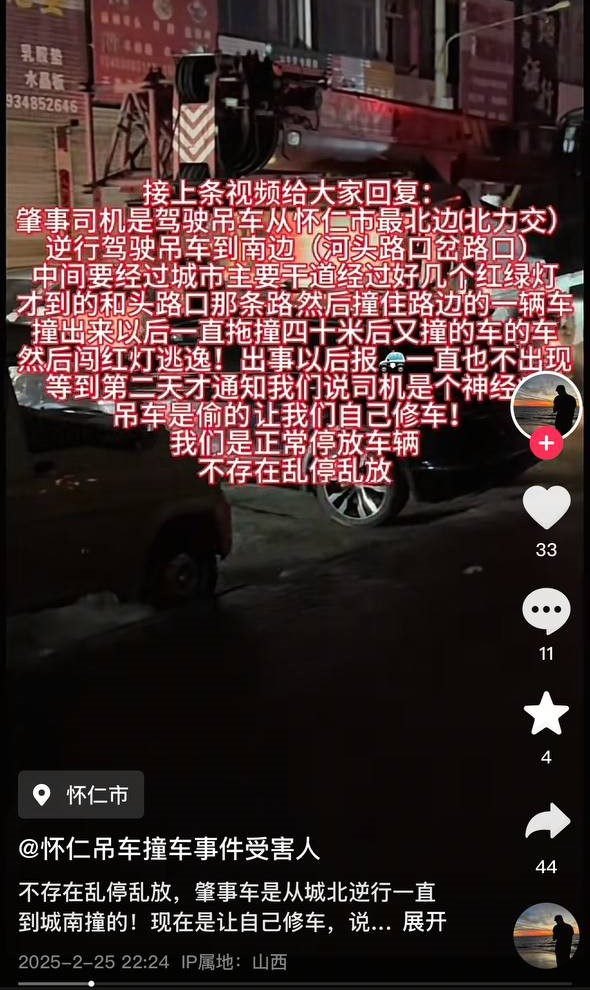 乳胶垫
水晶板
934852646
接上条视频给大家回复：
肇事司机是驾驶吊车从怀仁市最北边(北力交）
逆行驾驶吊车到南边（河头路口岔路口）
中间要经过城市主要干道经过好几个红绿灯
才到的和头路口那条路然后撞住路边的一辆车
撞出来以后一直拖撞四十米后又撞的车的车
然后闯红灯逃逸！出事以后报🚓一直也不出现
等到第二天才通知我们说司机是个神经
吊车是偷的让我们自己修车！
我们是正常停放车辆
不存在乱停乱放
33
11
4
44
怀仁市
@怀仁吊车撞车事件受害人
不存在乱停乱放，肇事车是从城北逆行一直
到城南撞的！现在是让自己修车，说... 展开
2025-2-25 22:24 IP属地：山西